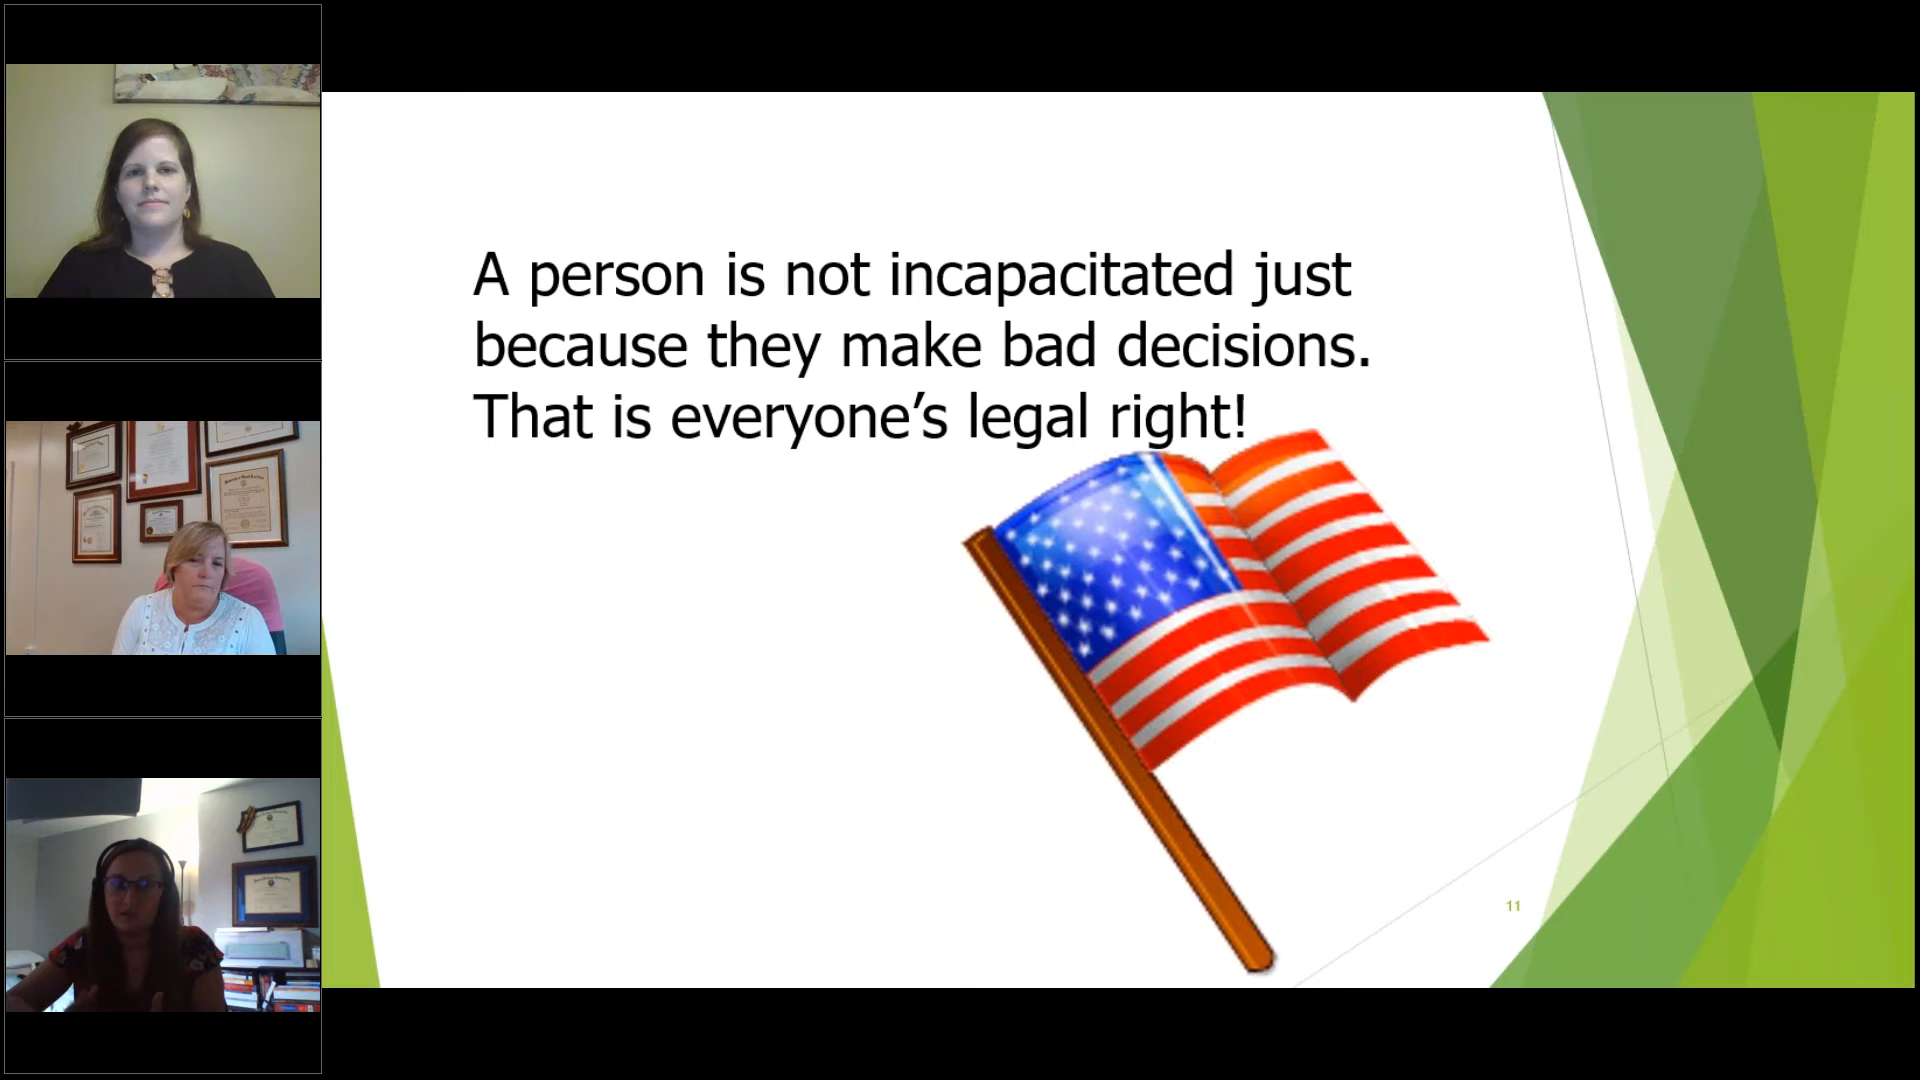 A person is not incapacitated just
because they make bad decisions.
That is everyone’s legal right!
11